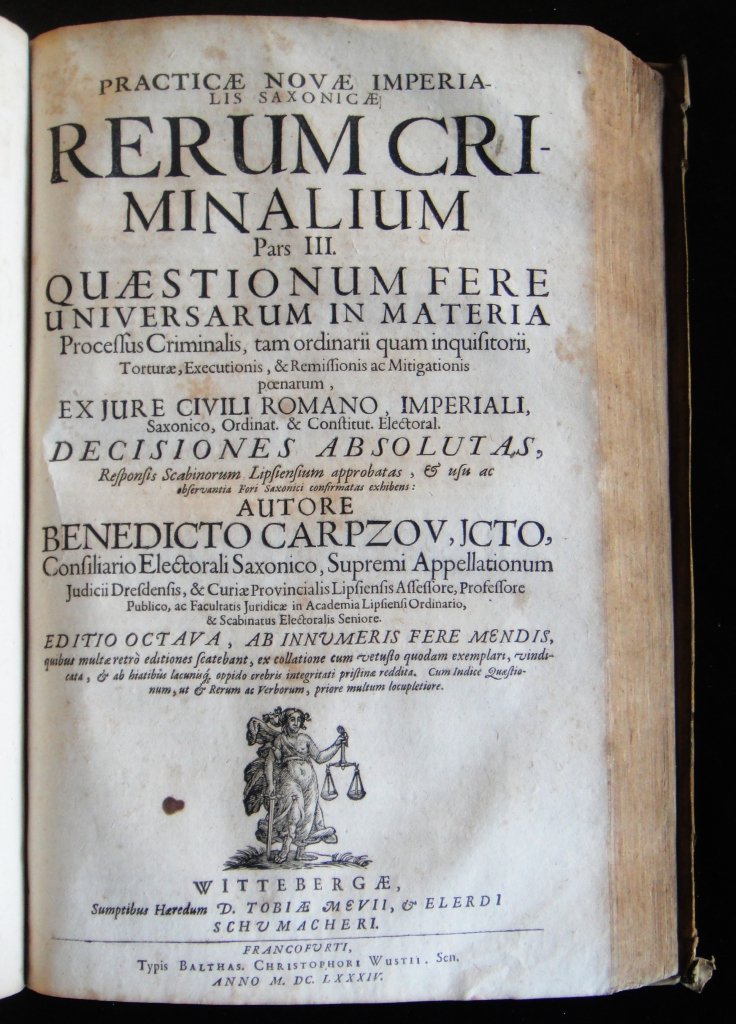 PRACTICÆ NOVÆ IMPERIA-
LIS SAXONICÆ
RERUM CRI-
MINALIUM
Pars III.
QUÆSTIONUM FERE
UNIVERSARUM IN MATERIA
Proceſſus Criminalis, tam ordinarii quam inquiſitorii,
Torturæ, Executionis, & Remiſſionis ac Mitigationis
pœnarum,
EX JURE CIVILI ROMANO, IMPERIALI,
Saxonico, Ordinat. & Conſtitut. Electoral.
DECISIONES ABSOLUTAS,
Reſponſis Scabinorum Lipſienſium approbatas, & uſu ac
obſervantia Fori Saxonici confirmatas exhibens:
AUTORE
BENEDICTO CARPZOV, JCTO,
Conſiliario Electorali Saxonico, Supremi Appellationum
Judicii Dresdenſis, & Curiæ Provincialis Lipſienſis Aſſeſſore, Profeſſore
Publico, ac Facultatis Juridicæ in Academia Lipſienſi Ordinario,
& Scabinatus Electoralis Seniore.
EDITIO OCTAVA, AB INNVMERIS FERE MENDIS,
quibus multæ retrò editiones ſcatebant, ex collatione cum vetuſto quodam exemplari, vindi-
cata, & ab hiatibus lacunisq́; oppido crebris integritati priſtinæ reddita. Cum Indice Quæſtio-
num, ut & Rerum ac Verborum, priore multum locupletiore.
WITTEBERGÆ,
Sumptibus Hæredum D. TOBIÆ MEVII, & ELERDI
SCHVMACHERI.
FRANCOFVRTI,
Typis BALTHAS. CHRISTOPHORI WUSTII. Sen.
ANNO M. DC. LXXXIV.